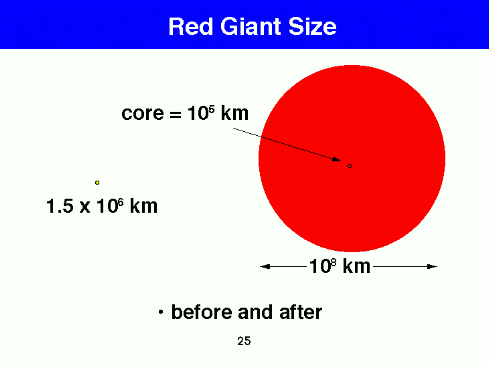 Red Giant Size
core = 10⁵ km
1.5 x 10⁶ km
10⁸ km
• before and after
25